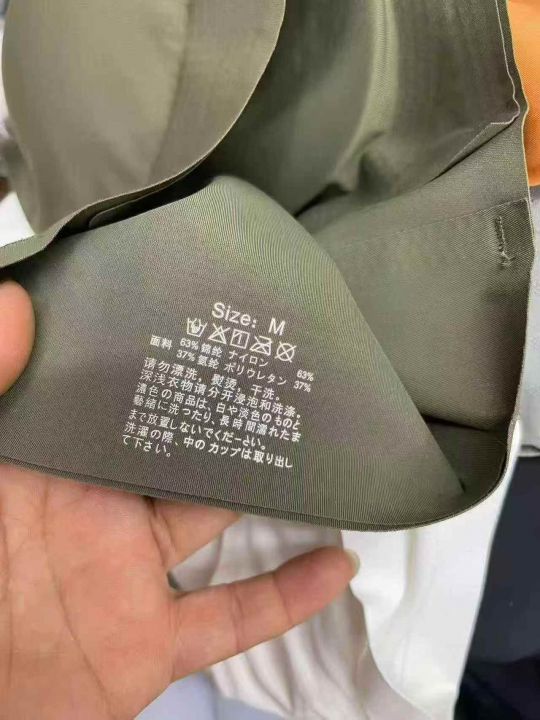 Size: M
面料 63% 锦纶 ナイロン 63%
37% 氨纶 ポリウレタン 37%
请勿漂洗，熨烫，干洗。
深浅衣物请分开浸泡和洗涤。
濃色の商品は、白や淡色のものと
藝緒に洗ったり、長時間濡れたま
まで放置しないでくだーとい。
洗濯の際、中の カップは取り出し
て下さい。